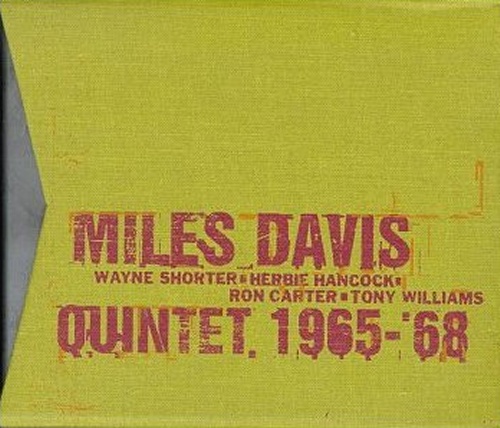 MILES DAVIS
WAYNE SHORTER▪HERBIE HANCOCK▪
RON CARTER▪TONY WILLIAMS
QUINTET, 1965-'68